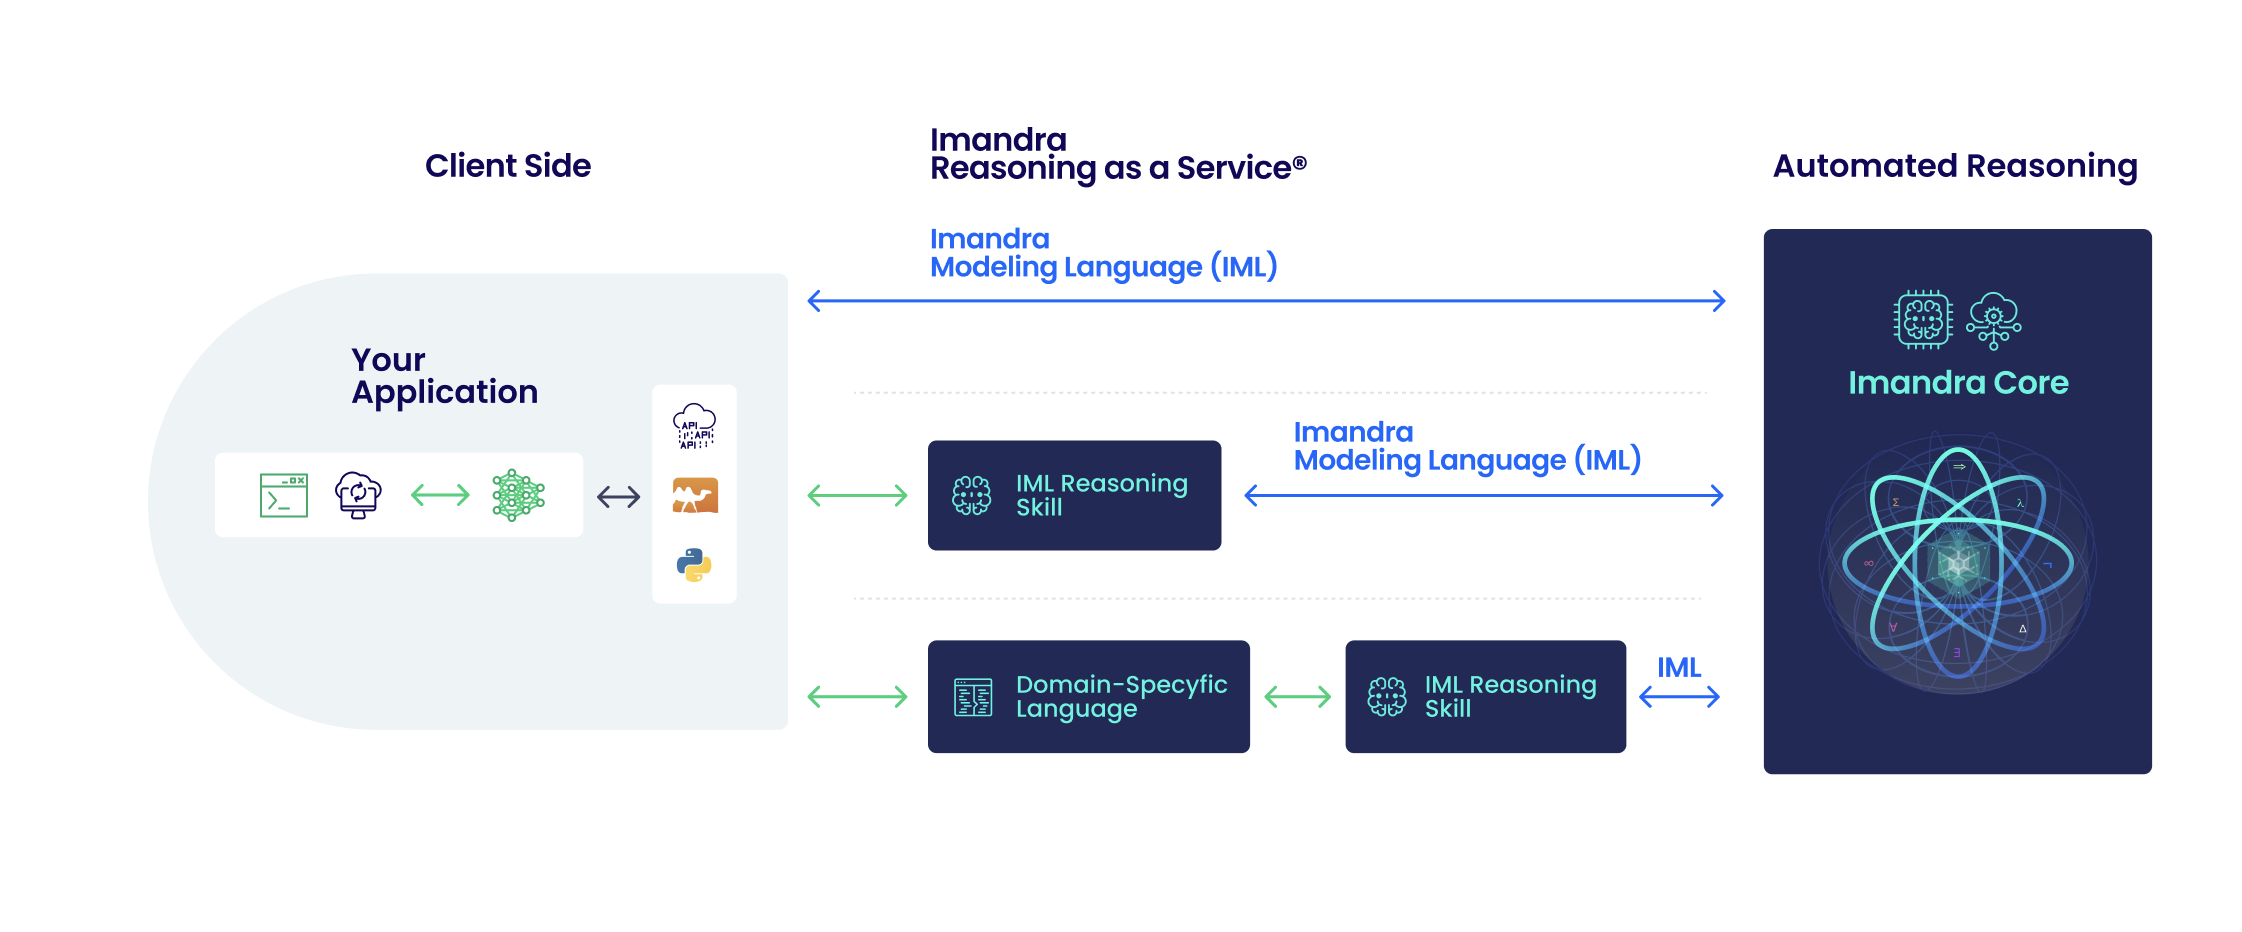 Client Side
Imandra
Reasoning as a Service®
Automated Reasoning
Imandra
Modeling Language (IML)
Your
Application
API
API
API
Imandra Core
Imandra
Modeling Language (IML)
IML Reasoning
Skill
⇒
Σ
λ
∞
¬
∀
Δ
∃
Domain-Specyfic
Language
IML Reasoning
Skill
IML